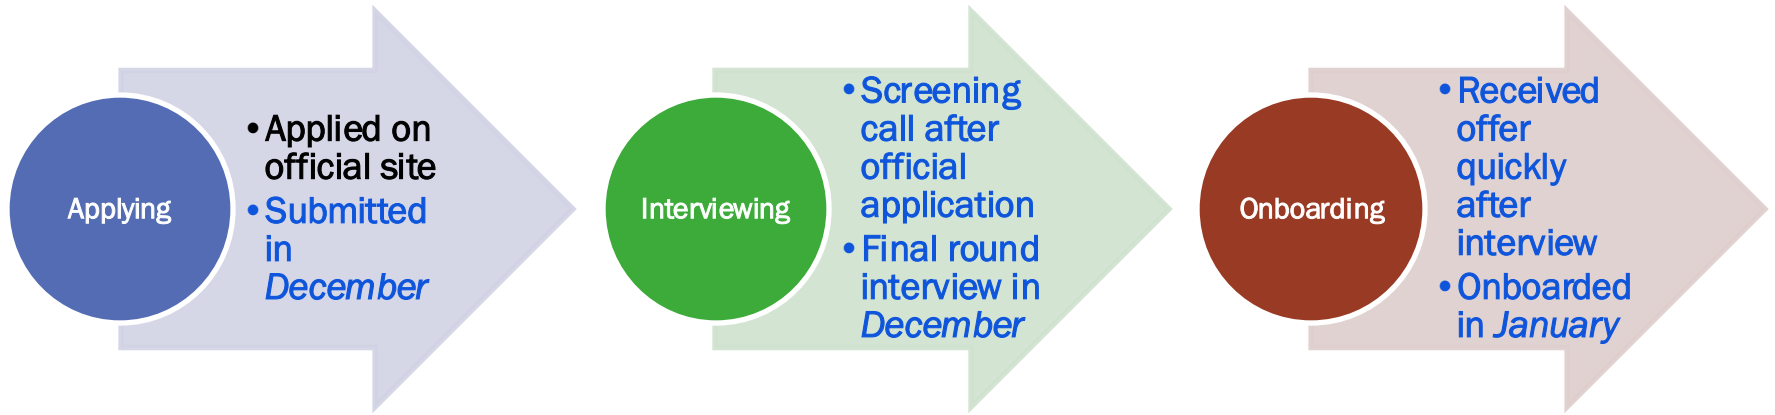 Applying
•Applied on
official site
•Submitted
in
December
Interviewing
•Screening
call after
official
application
•Final round
interview in
December
Onboarding
•Received
offer
quickly
after
interview
•Onboarded
in January